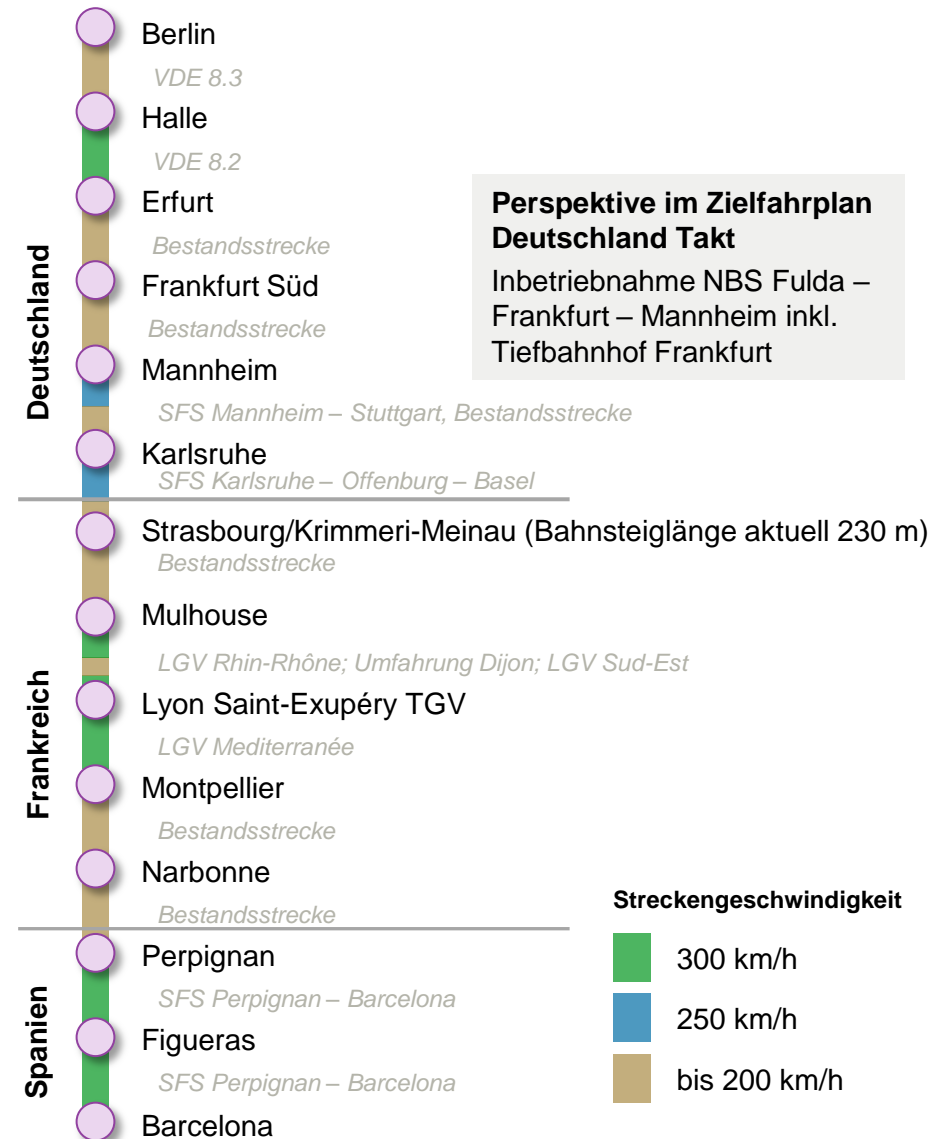 Berlin
VDE 8.3
Halle
VDE 8.2
Erfurt
Bestandsstrecke
Frankfurt Süd
Bestandsstrecke
Mannheim
SFS Mannheim – Stuttgart, Bestandsstrecke
Karlsruhe
SFS Karlsruhe – Offenburg – Basel
Deutschland
Perspektive im Zielfahrplan
Deutschland Takt
Inbetriebnahme NBS Fulda –
Frankfurt – Mannheim inkl.
Tiefbahnhof Frankfurt
Strasbourg/Krimmeri-Meinau (Bahnsteiglänge aktuell 230 m)
Bestandsstrecke
Mulhouse
LGV Rhin-Rhône; Umfahrung Dijon; LGV Sud-Est
Lyon Saint-Exupéry TGV
LGV Mediterranée
Montpellier
Bestandsstrecke
Narbonne
Bestandsstrecke
Frankreich
Perpignan
SFS Perpignan – Barcelona
Figueras
SFS Perpignan – Barcelona
Barcelona
Spanien
Streckengeschwindigkeit
300 km/h
250 km/h
bis 200 km/h